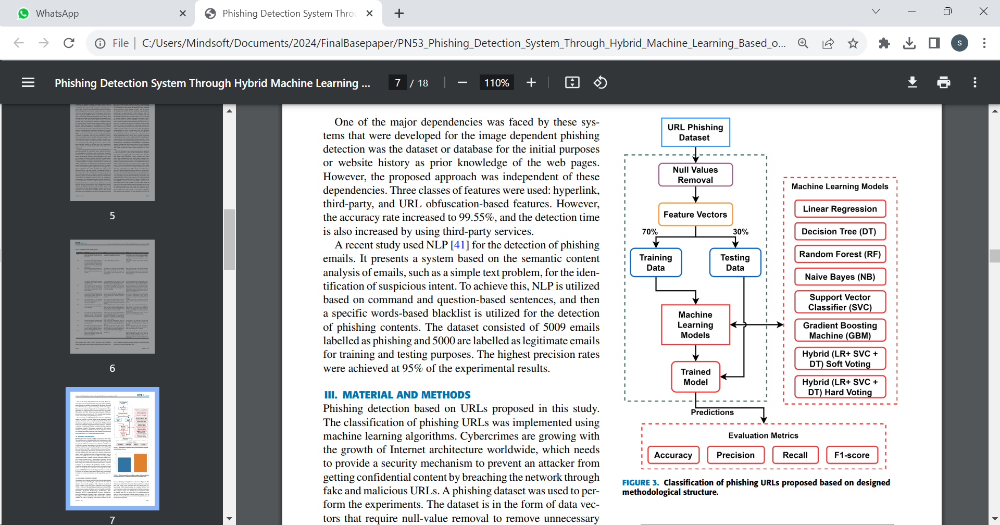 WhatsApp
Phishing Detection System Thro
File
C:/Users/Mindsoft/Documents/2024/FinalBasepaper/PN53_Phishing_Detection_System_Through_Hybrid_Machine_Learning_Based_o...
S
Phishing Detection System Through Hybrid Machine Learning ...
7 / 18
110%
5
6
7
One of the major dependencies was faced by these sys-
tems that were developed for the image dependent phishing
detection was the dataset or database for the initial purposes
or website history as prior knowledge of the web pages.
However, the proposed approach was independent of these
dependencies. Three classes of features were used: hyperlink,
third-party, and URL obfuscation-based features. However,
the accuracy rate increased to 99.55%, and the detection time
is also increased by using third-party services.
A recent study used NLP [41] for the detection of phishing
emails. It presents a system based on the semantic content
analysis of emails, such as a simple text problem, for the iden-
tification of suspicious intent. To achieve this, NLP is utilized
based on command and question-based sentences, and then
a specific words-based blacklist is utilized for the detection
of phishing contents. The dataset consisted of 5009 emails
labelled as phishing and 5000 are labelled as legitimate emails
for training and testing purposes. The highest precision rates
were achieved at 95% of the experimental results.
III. MATERIAL AND METHODS
Phishing detection based on URLs proposed in this study.
The classification of phishing URLs was implemented using
machine learning algorithms. Cybercrimes are growing with
the growth of Internet architecture worldwide, which needs
to provide a security mechanism to prevent an attacker from
getting confidential content by breaching the network through
fake and malicious URLs. A phishing dataset was used to per-
form the experiments. The dataset is in the form of data vec-
tors that require null-value removal to remove unnecessary
URL Phishing
Dataset
Null Values
Removal
Feature Vectors
70%
30%
Training
Data
Testing
Data
Machine
Learning
Models
Trained
Model
Predictions
Machine Learning Models
Linear Regression
Decision Tree (DT)
Random Forest (RF)
Naive Bayes (NB)
Support Vector
Classifier (SVC)
Gradient Boosting
Machine (GBM)
Hybrid (LR+ SVC +
DT) Soft Voting
Hybrid (LR+ SVC +
DT) Hard Voting
Evaluation Metrics
Accuracy
Precision
Recall
F1-score
FIGURE 3. Classification of phishing URLs proposed based on designed
methodological structure.